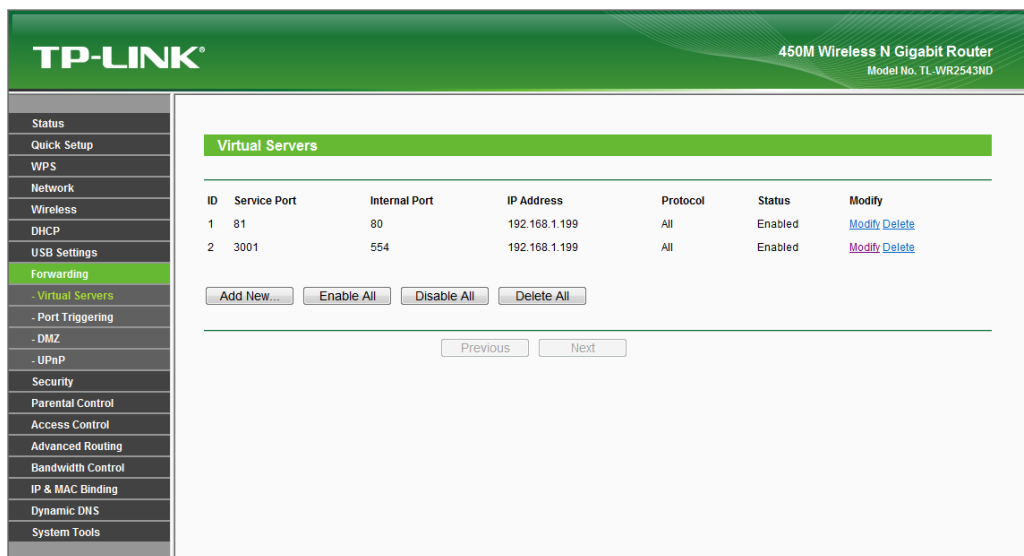 TP-LINK®
450M Wireless N Gigabit Router
Model No. TL-WR2543ND
Status
Quick Setup
WPS
Network
Wireless
DHCP
USB Settings
Forwarding
- Virtual Servers
- Port Triggering
- DMZ
- UPnP
Security
Parental Control
Access Control
Advanced Routing
Bandwidth Control
IP & MAC Binding
Dynamic DNS
System Tools
Virtual Servers
ID Service Port Internal Port IP Address Protocol Status Modify
1 81 80 192.168.1.199 All Enabled Modify Delete
2 3001 554 192.168.1.199 All Enabled Modify Delete
Add New... Enable All Disable All Delete All
Previous Next